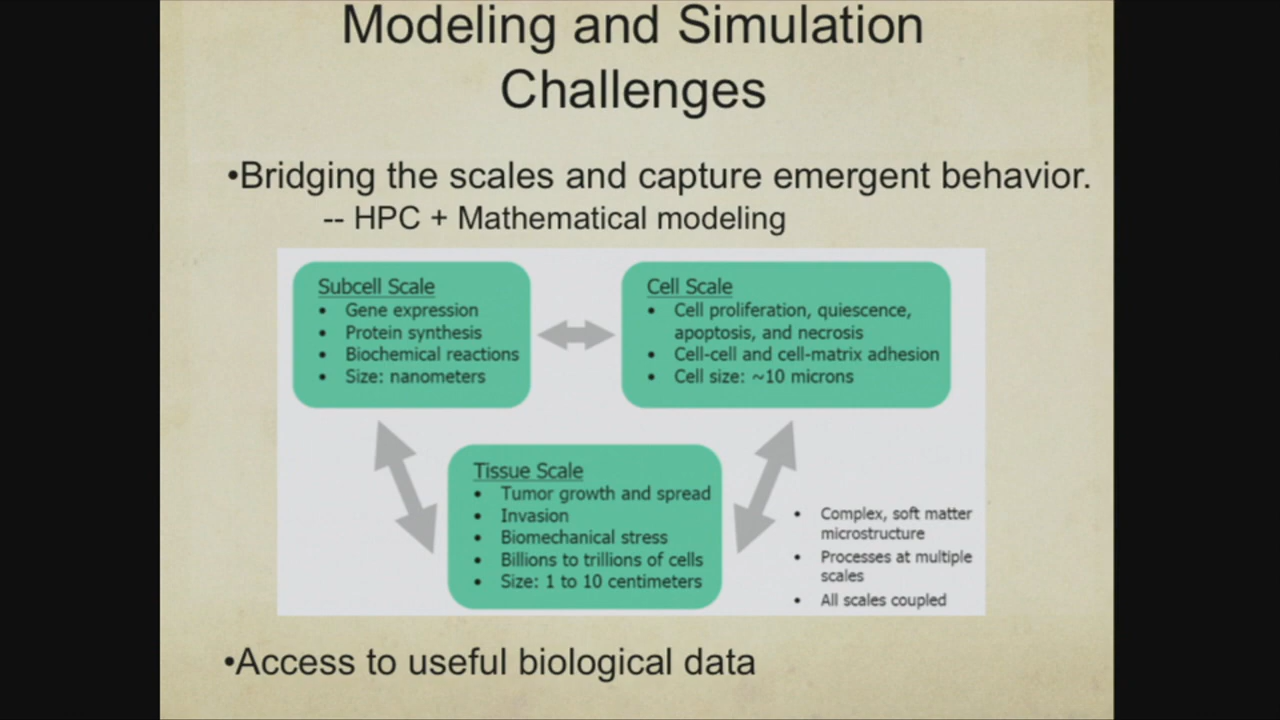 Modeling and Simulation
Challenges
•Bridging the scales and capture emergent behavior.
-- HPC + Mathematical modeling
Subcell Scale
• Gene expression
• Protein synthesis
• Biochemical reactions
• Size: nanometers
Cell Scale
• Cell proliferation, quiescence,
apoptosis, and necrosis
• Cell-cell and cell-matrix adhesion
• Cell size: ~10 microns
Tissue Scale
• Tumor growth and spread
• Invasion
• Biomechanical stress
• Billions to trillions of cells
• Size: 1 to 10 centimeters
• Complex, soft matter
microstructure
• Processes at multiple
scales
• All scales coupled
•Access to useful biological data